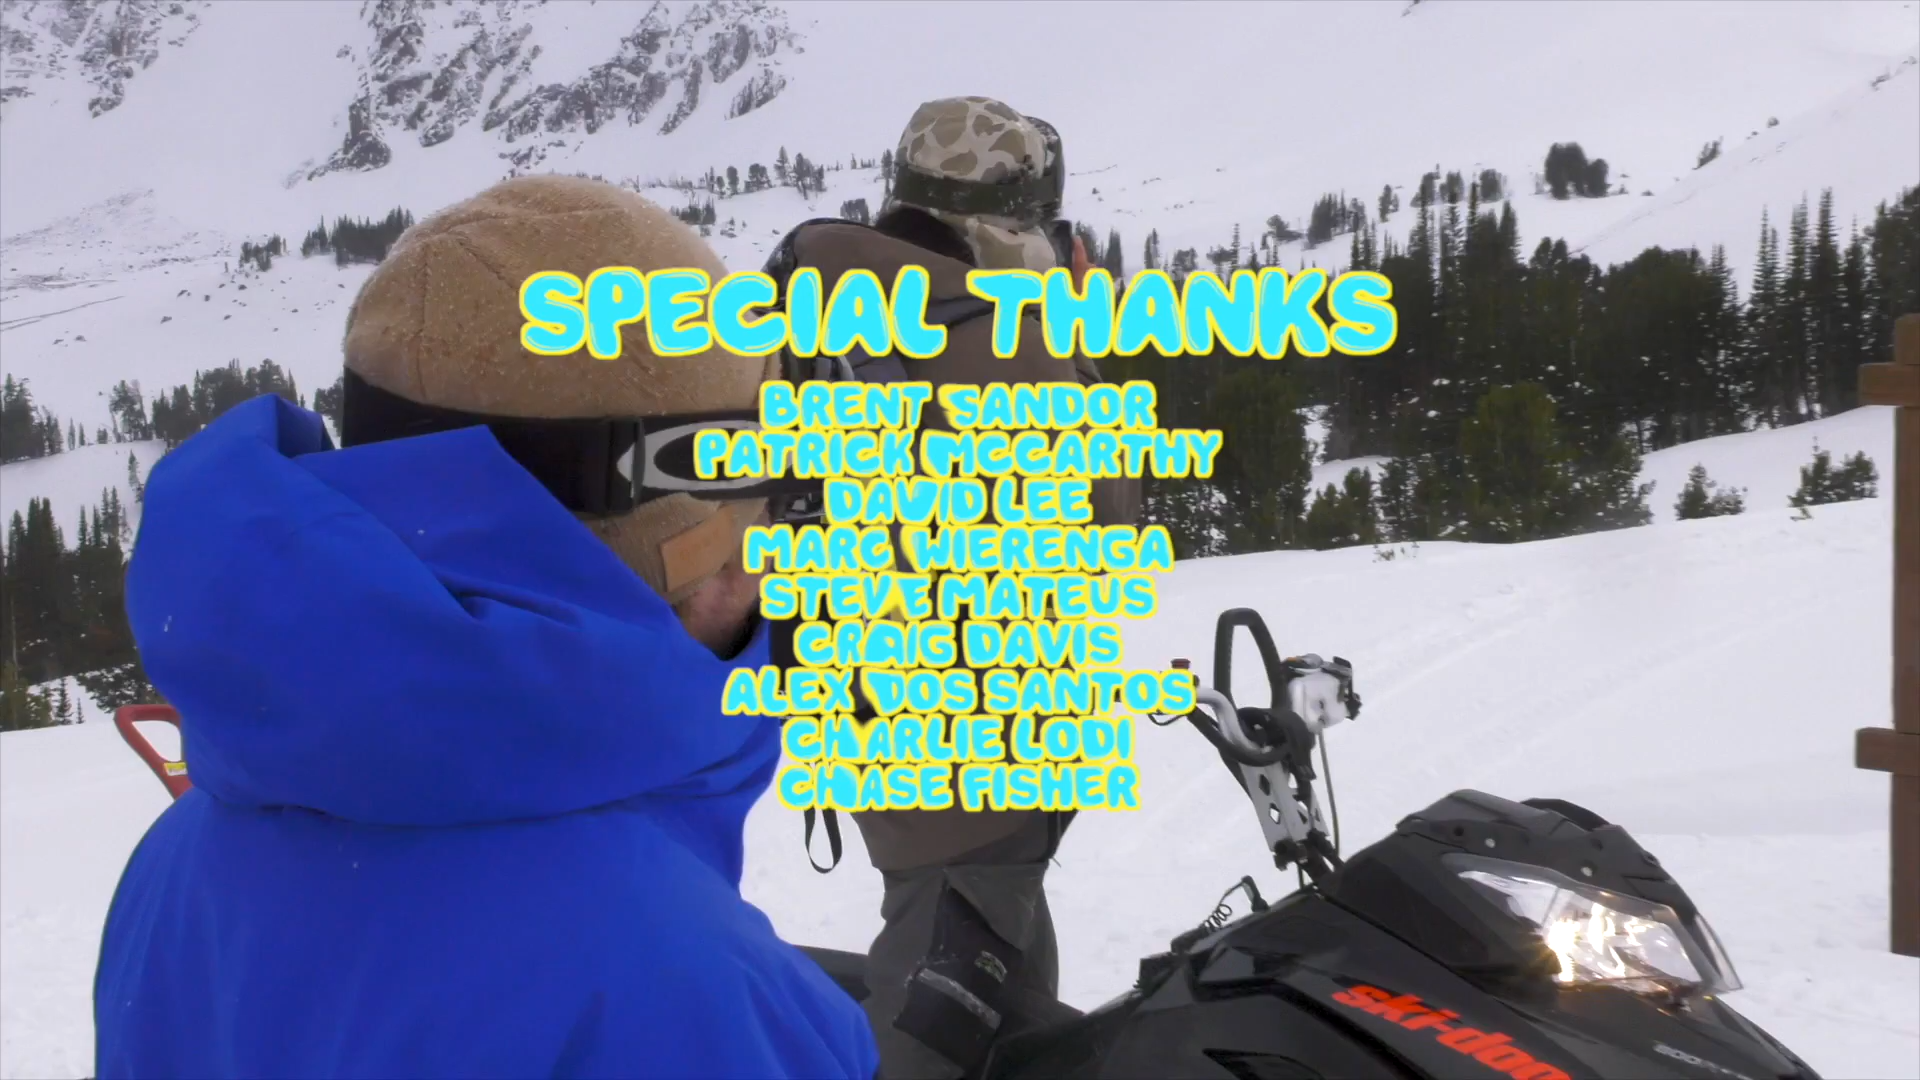 SPECIAL THANKS
BRENT SANDOR
PATRICK MCCARTHY
DAVID LEE
MARC WIERENGA
STEVE MATEUS
CRAIG DAVIS
ALEX DOS SANTOS
CHARLIE LODI
CHASE FISHER
ski-doo